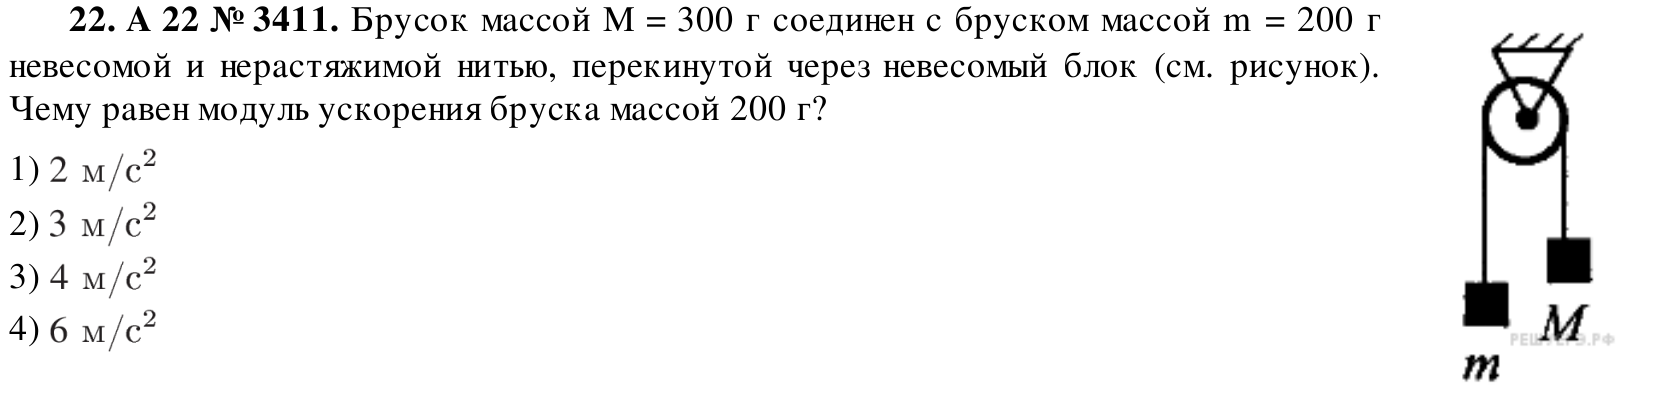 22. А 22 № 3411. Брусок массой М = 300 г соединен с бруском массой m = 200 г
невесомой и нерастяжимой нитью, перекинутой через невесомый блок (см. рисунок).
Чему равен модуль ускорения бруска массой 200 г?
1) 2 м/с²
2) 3 м/с²
3) 4 м/с²
4) 6 м/с²
M
РЕШУЕГЭ.РФ
m